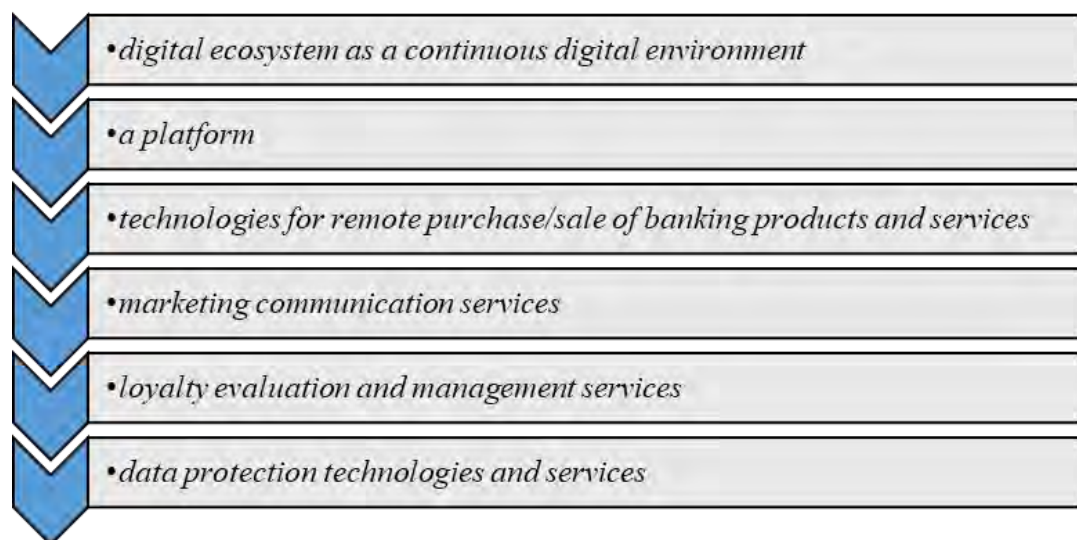 •digital ecosystem as a continuous digital environment
•a platform
•technologies for remote purchase/sale of banking products and services
•marketing communication services
•loyalty evaluation and management services
•data protection technologies and services